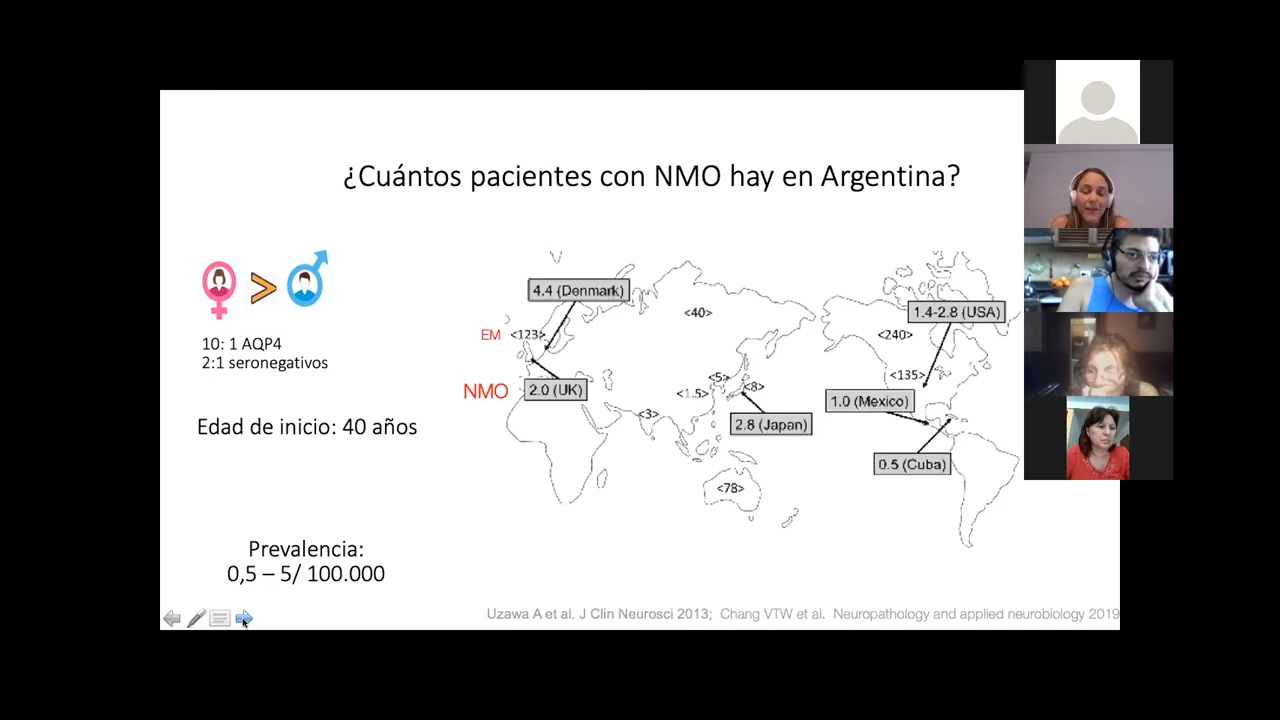 ¿Cuántos pacientes con NMO hay en Argentina?
10: 1 AQP4
2:1 seronegativos
Edad de inicio: 40 años
Prevalencia:
0,5 – 5/ 100.000
4.4 (Denmark)
<40>
1.4-2.8 (USA)
EM
<123>
<240>
NMO
2.0 (UK)
<5>
<8>
<1.5>
<3>
<135>
1.0 (Mexico)
2.8 (Japan)
0.5 (Cuba)
<78>
Uzawa A et al. J Clin Neurosci 2013; Chang VTW et al. Neuropathology and applied neurobiology 2019